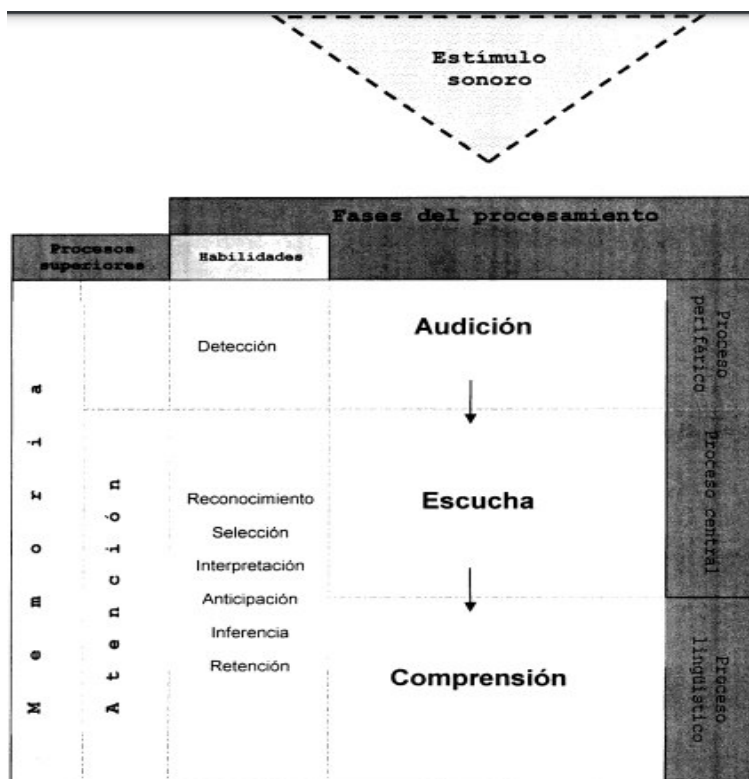 Estímulo
sonoro
Fases del procesamiento
Procesos
superiores
Habilidades
Memoria
Atención
Detección
Audición
Proceso
periférico
Reconocimiento
Selección
Interpretación
Anticipación
Inferencia
Retención
Escucha
Proceso central
Comprensión
Proceso
lingüístico